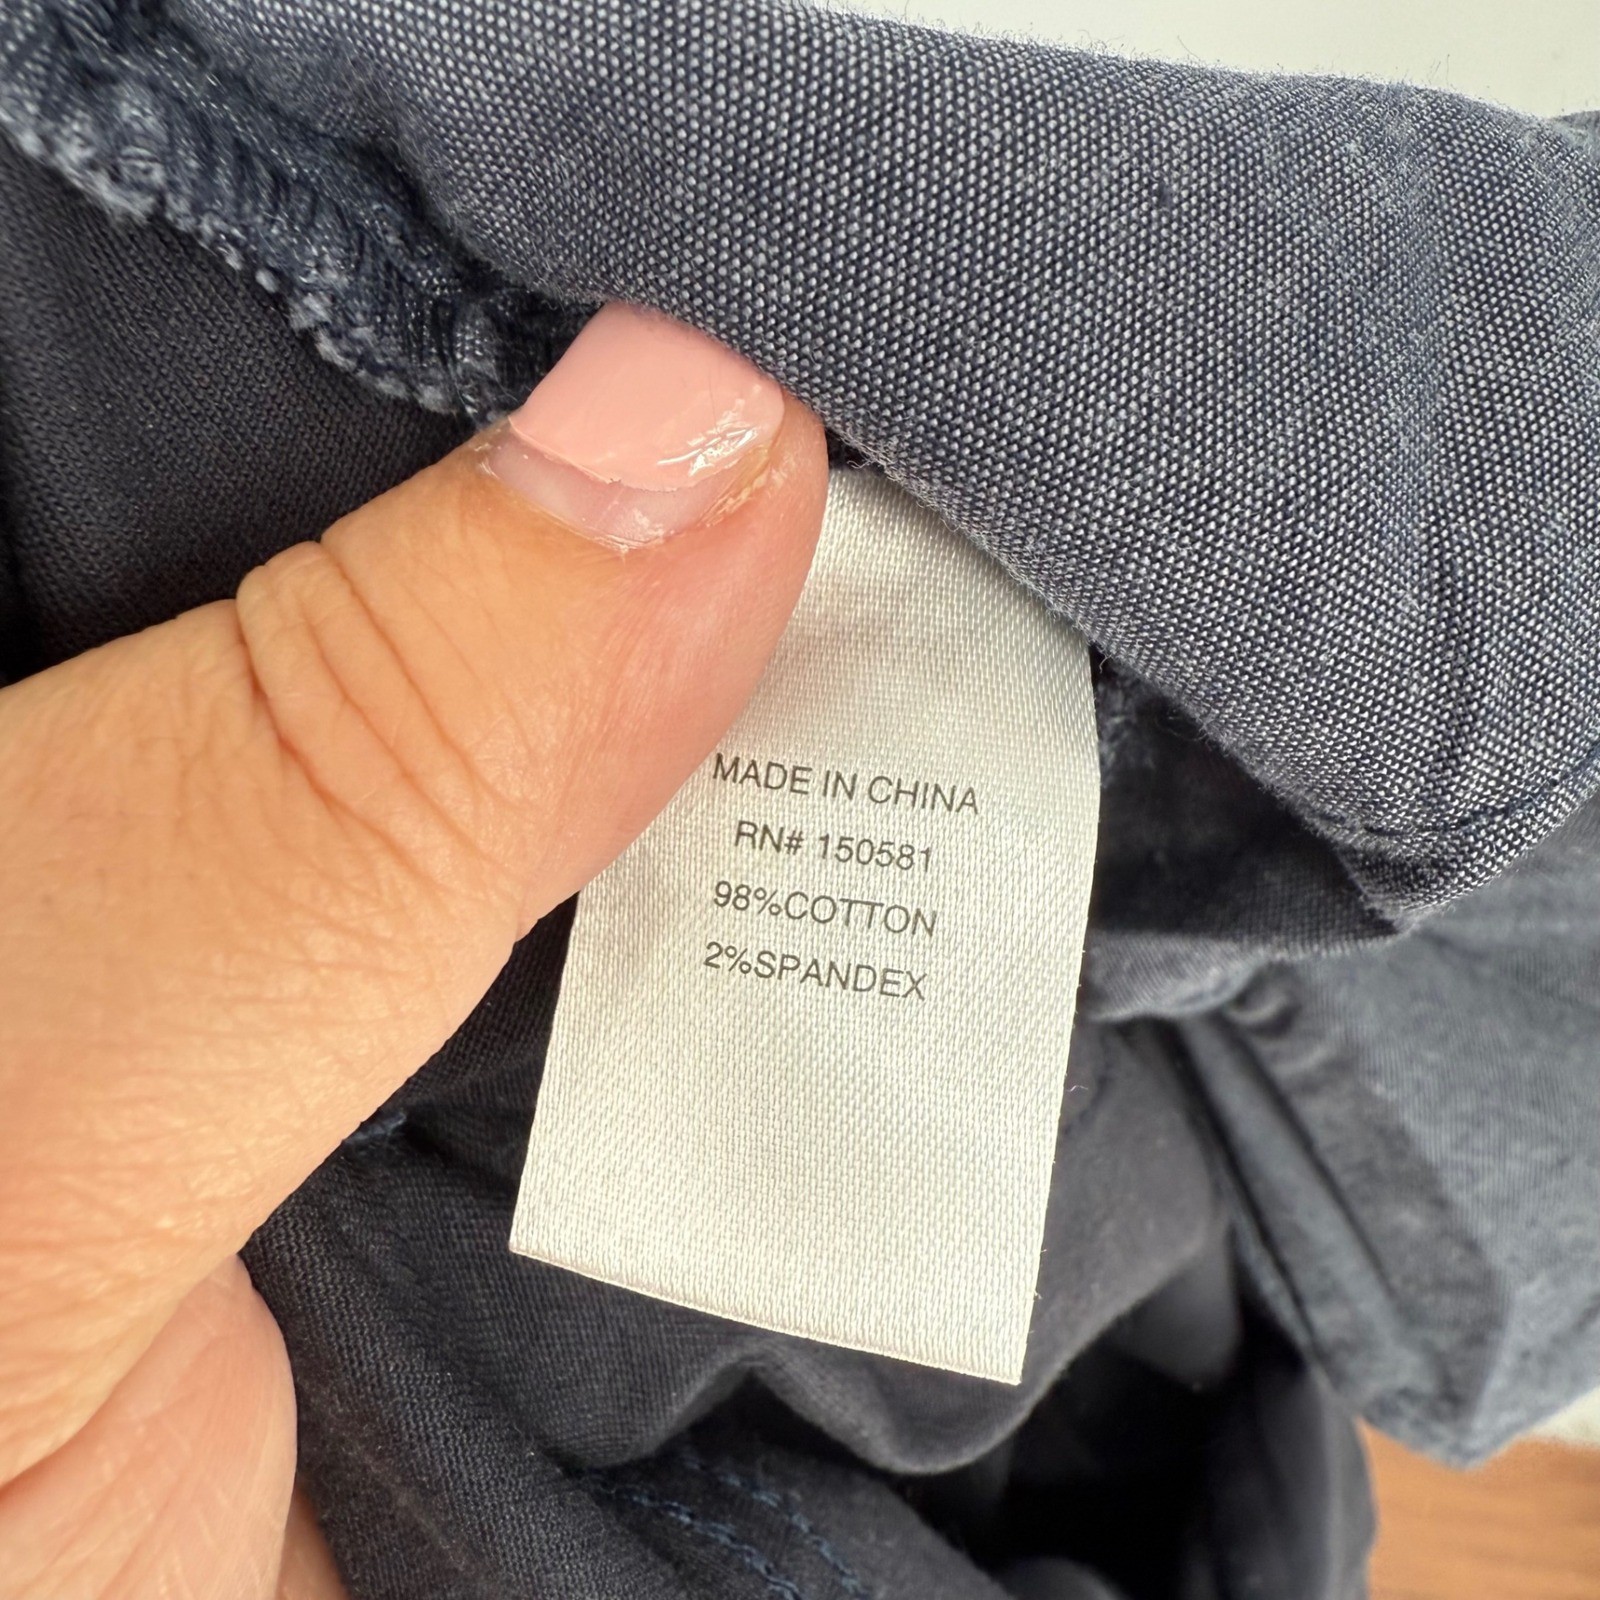 MADE IN CHINA
RN# 150581
98%COTTON
2%SPANDEX